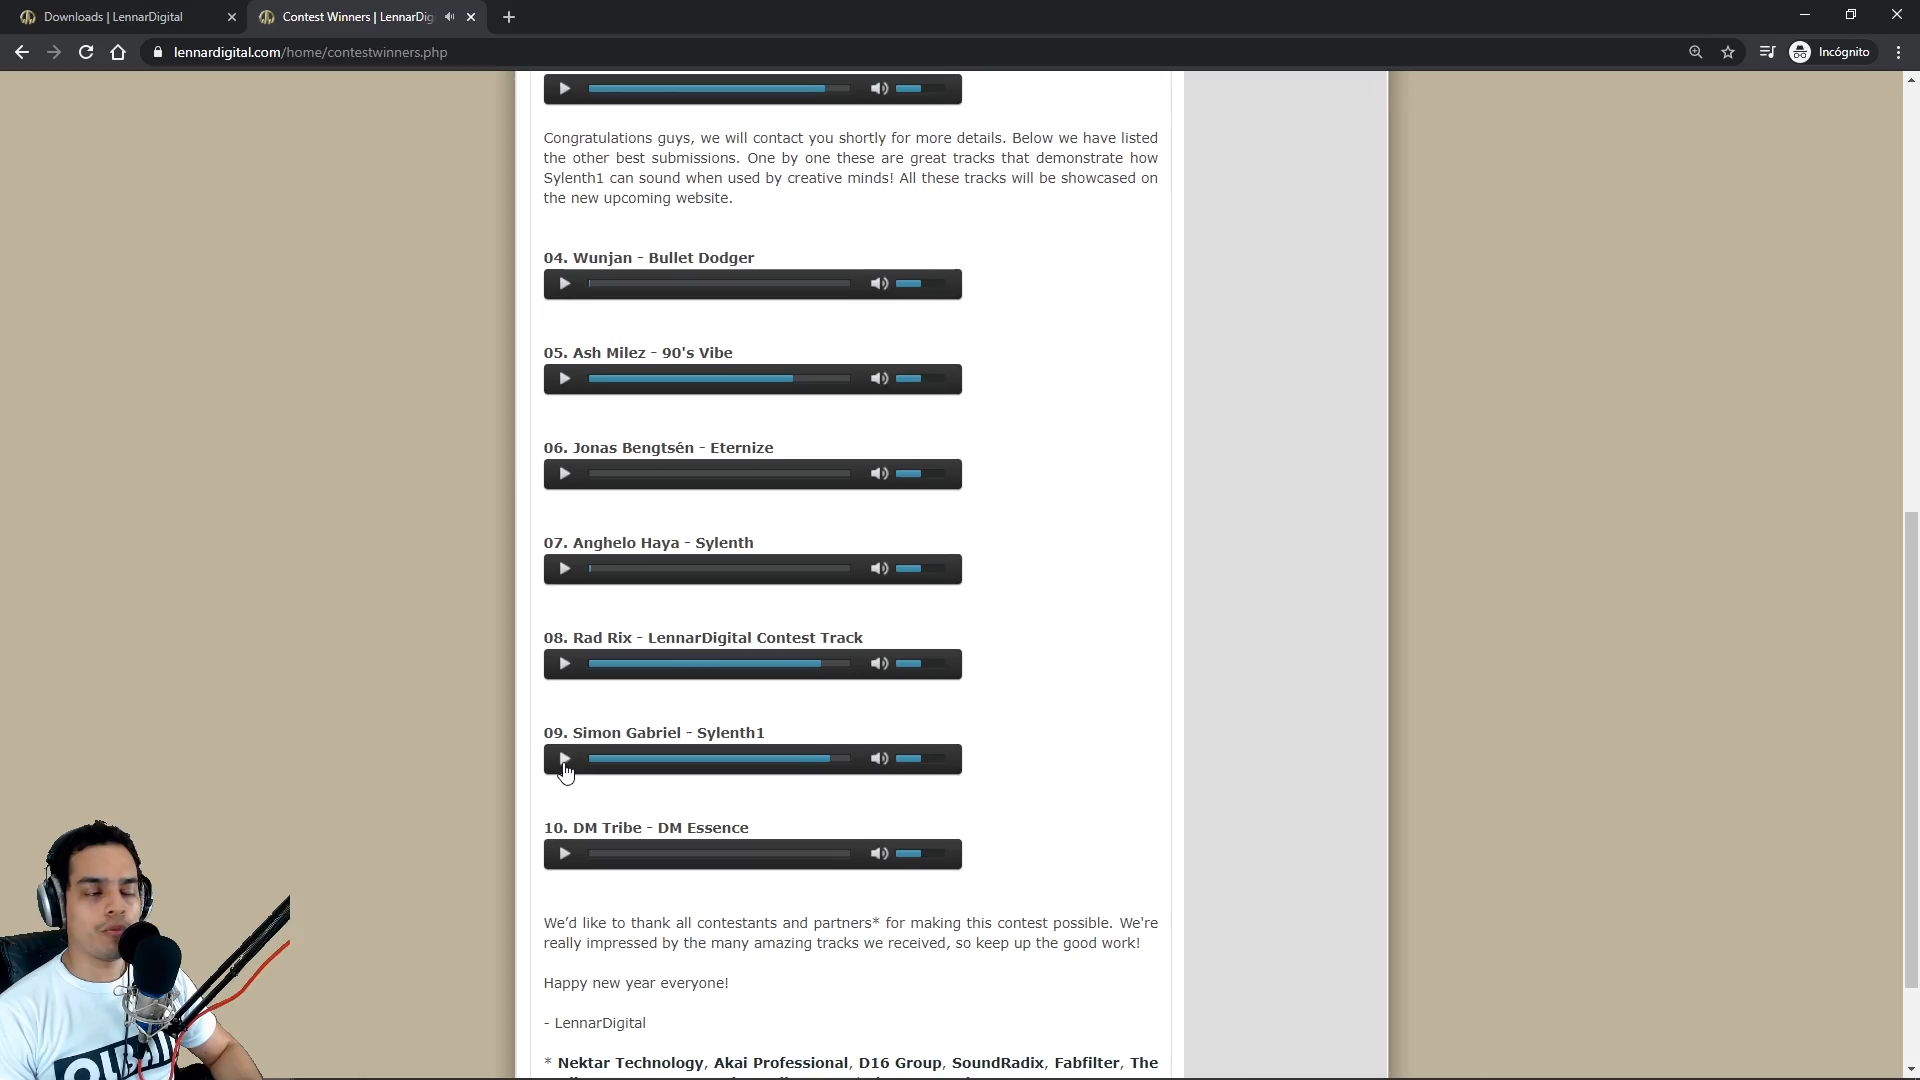 Downloads | LennarDigital
Contest Winners | LennarDig
lennardigital.com/home/contestwinners.php
Incógnito
Congratulations guys, we will contact you shortly for more details. Below we have listed
the other best submissions. One by one these are great tracks that demonstrate how
Sylenth1 can sound when used by creative minds! All these tracks will be showcased on
the new upcoming website.
04. Wunjan - Bullet Dodger
05. Ash Milez - 90's Vibe
06. Jonas Bengtsén - Eternize
07. Anghelo Haya - Sylenth
08. Rad Rix - LennarDigital Contest Track
09. Simon Gabriel - Sylenth1
10. DM Tribe - DM Essence
We'd like to thank all contestants and partners* for making this contest possible. We're
really impressed by the many amazing tracks we received, so keep up the good work!
Happy new year everyone!
- LennarDigital
* Nektar Technology, Akai Professional, D16 Group, SoundRadix, Fabfilter, The